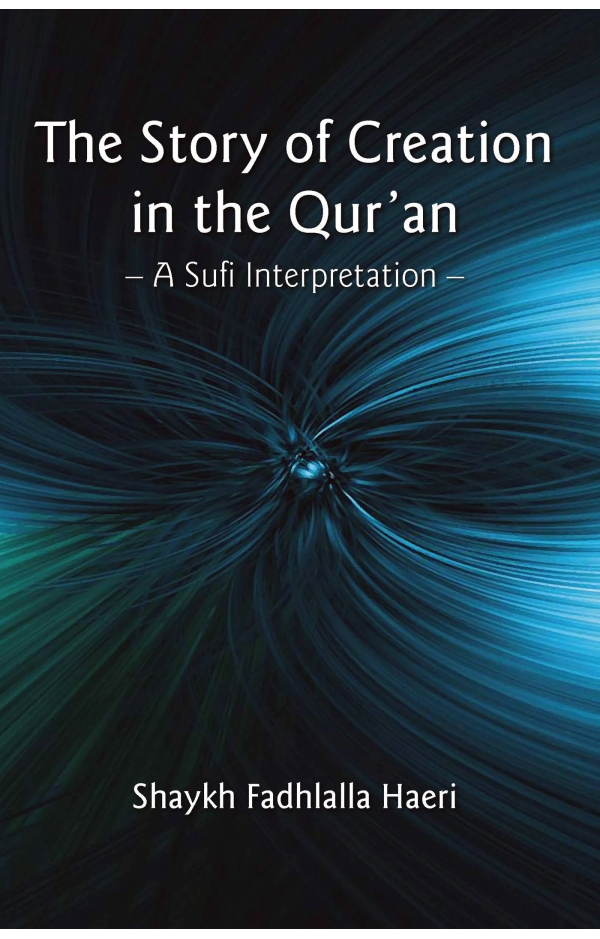 The Story of Creation
in the Qur’an
– A Sufi Interpretation –
Shaykh Fadhlalla Haeri